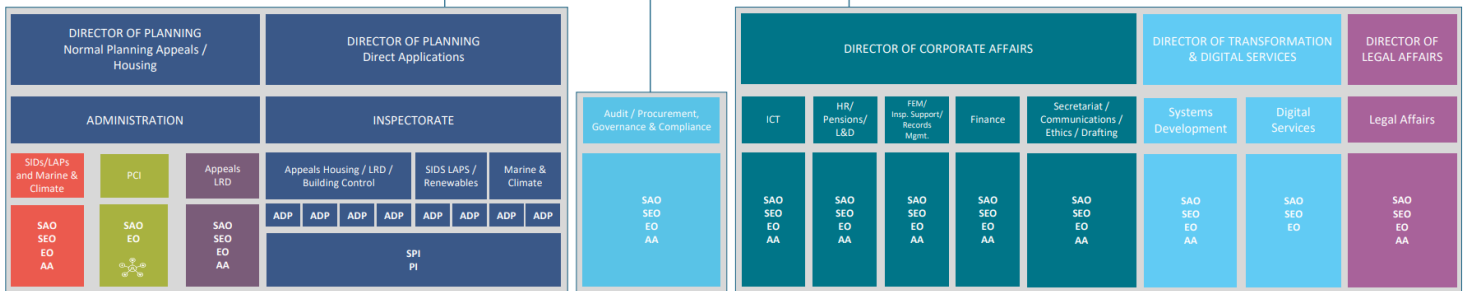 DIRECTOR OF PLANNING
Normal Planning Appeals /
Housing
DIRECTOR OF PLANNING
Direct Applications
ADMINISTRATION
INSPECTORATE
SIDs/LAPs
and Marine &
Climate
PCI
Appeals
LRD
Appeals Housing / LRD /
Building Control
SIDS LAPS /
Renewables
Marine &
Climate
SAO
SEO
EO
AA
SAO
EO
SAO
SEO
EO
AA
ADP
ADP
ADP
ADP
ADP
ADP
ADP
ADP
SPI
PI
Audit / Procurement,
Governance & Compliance
SAO
SEO
EO
AA
DIRECTOR OF CORPORATE AFFAIRS
DIRECTOR OF TRANSFORMATION
& DIGITAL SERVICES
DIRECTOR OF
LEGAL AFFAIRS
ICT
HR/
Pensions/
L&D
FEM/
Insp. Support/
Records
Mgmt.
Finance
Secretariat /
Communications /
Ethics / Drafting
Systems
Development
Digital
Services
Legal Affairs
SAO
SEO
EO
AA
SAO
SEO
EO
AA
SAO
SEO
EO
AA
SAO
SEO
EO
AA
SAO
SEO
EO
AA
SAO
SEO
EO
AA
SAO
SEO
EO
SAO
SEO
EO
AA